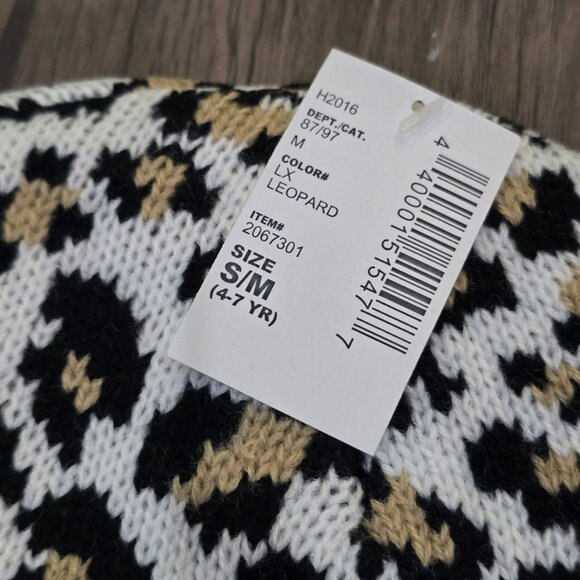 H2016
DEPT./CAT.
87/97
M
COLOR#
LX
LEOPARD
ITEM#
2067301
SIZE
S/M
(4-7 YR)
4 40001 51547 7